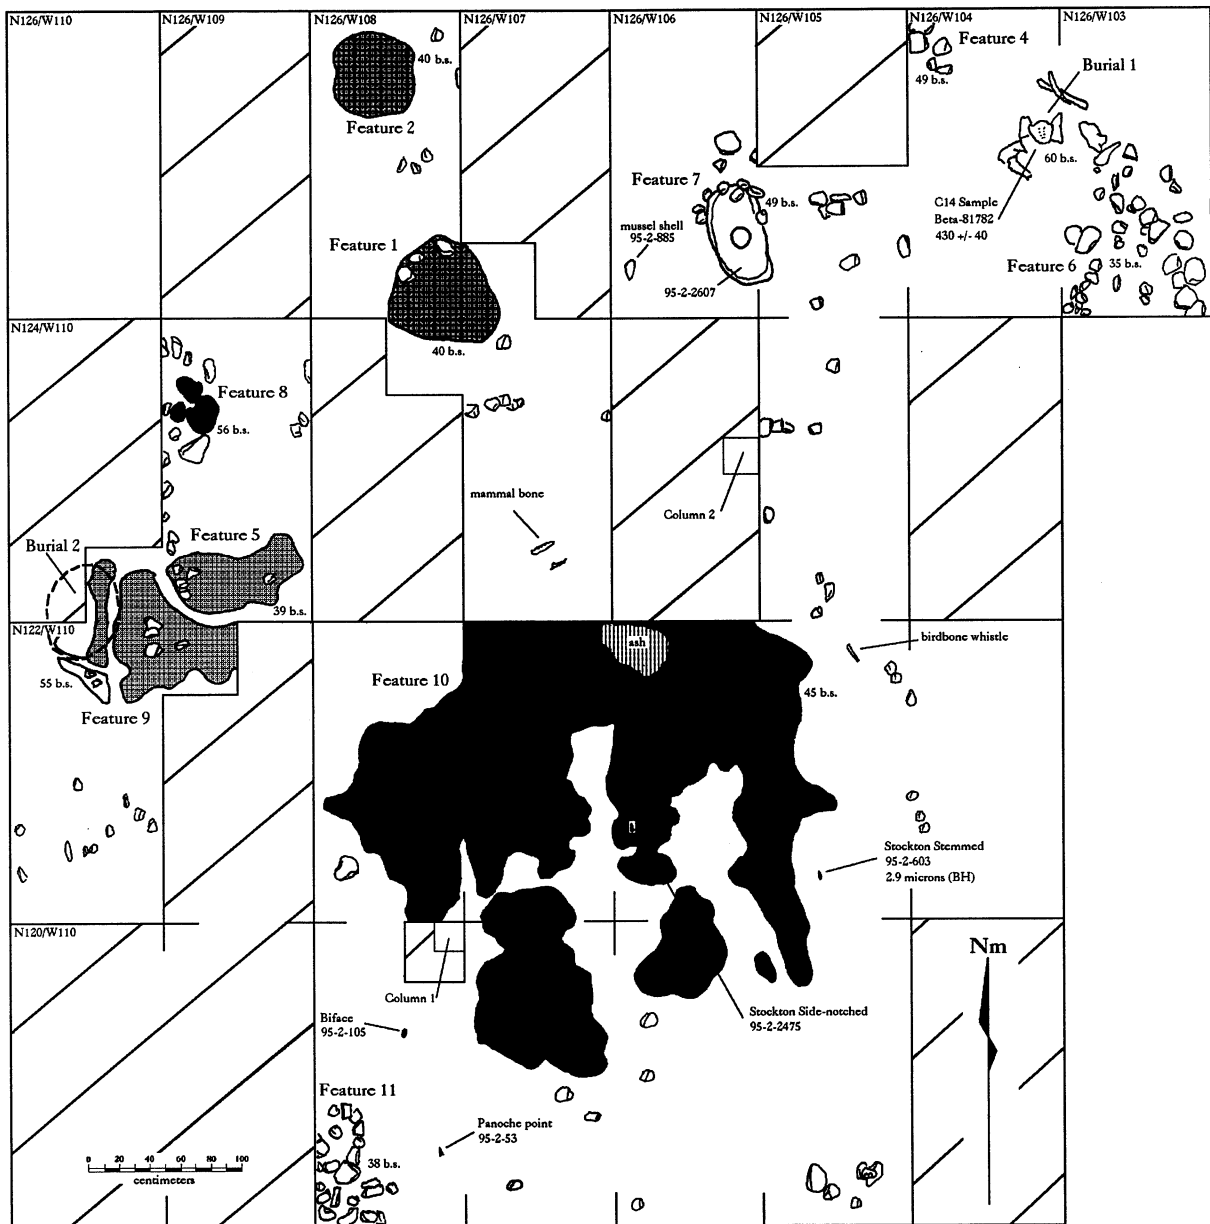 N126/W110
N126/W109
N126/W108
N126/W107
N126/W106
N126/W105
N126/W104
N126/W103
Feature 4
49 b.s.
Burial 1
60 b.s.
40 b.s.
Feature 2
Feature 7
49 b.s.
mussel shell
95-2-885
95-2-2607
C14 Sample
Beta-81782
430 +/- 40
Feature 6
35 b.s.
Feature 1
40 b.s.
N124/W110
Feature 8
56 b.s.
Column 2
mammal bone
Feature 5
Burial 2
39 b.s.
N122/W110
55 b.s.
Feature 9
ash
birdbone whistle
Feature 10
45 b.s.
Stockton Stemmed
95-2-603
2.9 microns (BH)
N120/W110
Nm
Column 1
Stockton Side-notched
95-2-2475
Biface
95-2-105
Feature 11
Panoche point
95-2-53
38 b.s.
0 20 40 60 80 100
centimeters